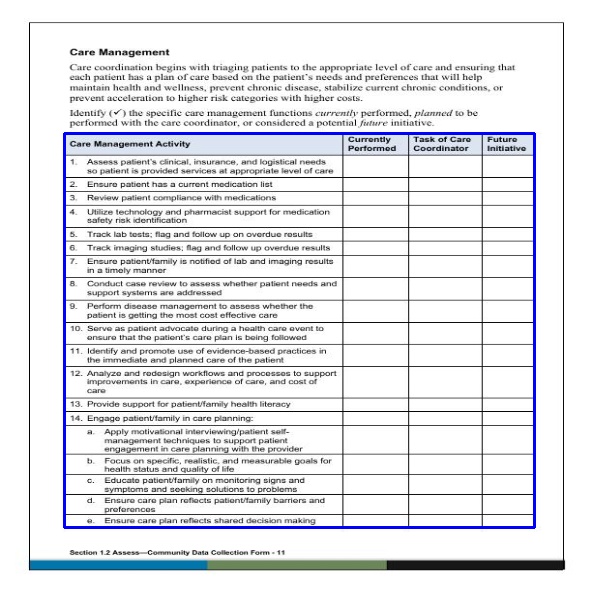 Care Management
Care coordination begins with triaging patients to the appropriate level of care and ensuring that
each patient has a plan of care based on the patient's needs and preferences that will help
maintain health and wellness, prevent chronic disease, stabilize current chronic conditions, or
prevent acceleration to higher risk categories with higher costs.
Identify (✓) the specific care management functions currently performed, planned to be
performed with the care coordinator, or considered a potential future initiative.
Care Management Activity
Currently
Performed
Task of Care
Coordinator
Future
Initiative
1. Assess patient's clinical, insurance, and logistical needs
so patient is provided services at appropriate level of care
2. Ensure patient has a current medication list
3. Review patient compliance with medications
4. Utilize technology and pharmacist support for medication
safety risk identification
5. Track lab tests; flag and follow up on overdue results
6. Track imaging studies; flag and follow up overdue results
7. Ensure patient/family is notified of lab and imaging results
in a timely manner
8. Conduct case review to assess whether patient needs and
support systems are addressed
9. Perform disease management to assess whether the
patient is getting the most cost effective care
10. Serve as patient advocate during a health care event to
ensure that the patient's care plan is being followed
11. Identify and promote use of evidence-based practices in
the immediate and planned care of the patient
12. Analyze and redesign workflows and processes to support
improvements in care, experience of care, and cost of
care
13. Provide support for patient/family health literacy
14. Engage patient/family in care planning:
a. Apply motivational interviewing/patient self-
management techniques to support patient
engagement in care planning with the provider
b. Focus on specific, realistic, and measurable goals for
health status and quality of life
c. Educate patient/family on monitoring signs and
symptoms and seeking solutions to problems
d. Ensure care plan reflects patient/family barriers and
preferences
e. Ensure care plan reflects shared decision making
Section 1.2 Assess—Community Data Collection Form - 11